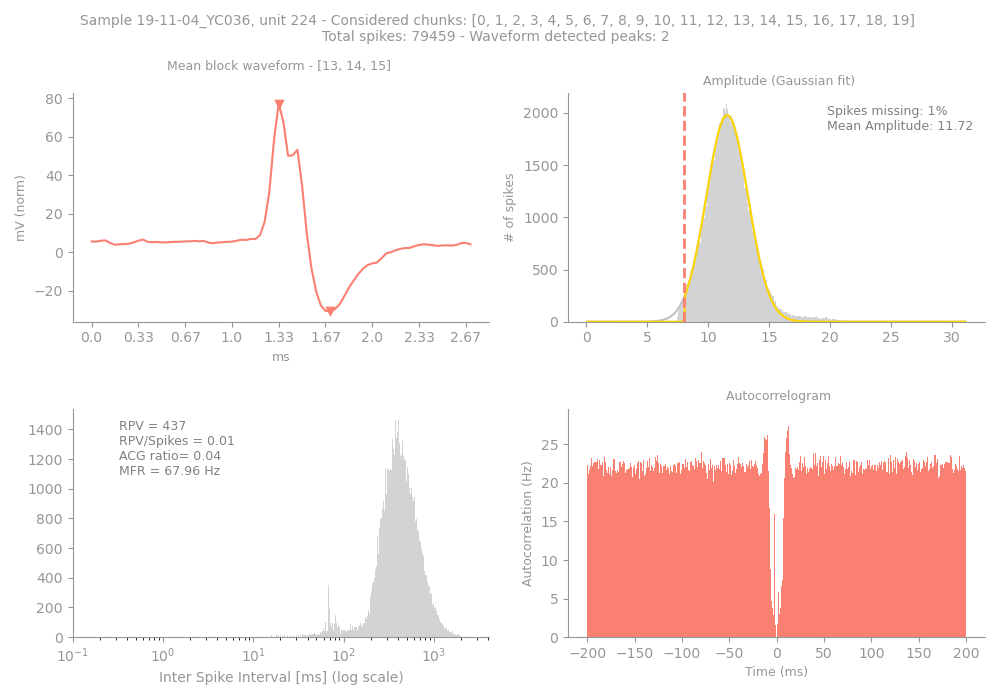 Sample 19-11-04_YC036, unit 224 - Considered chunks: [0, 1, 2, 3, 4, 5, 6, 7, 8, 9, 10, 11, 12, 13, 14, 15, 16, 17, 18, 19]
Total spikes: 79459 - Waveform detected peaks: 2
Mean block waveform - [13, 14, 15]
80
60
40
20
0
−20
mV (norm)
0.0 0.33 0.67 1.0 1.33 1.67 2.0 2.33 2.67
ms
Amplitude (Gaussian fit)
Spikes missing: 1%
Mean Amplitude: 11.72
2000
1500
1000
500
0
# of spikes
0 5 10 15 20 25 30
RPV = 437
RPV/Spikes = 0.01
ACG ratio= 0.04
MFR = 67.96 Hz
1400
1200
1000
800
600
400
200
0
10⁻¹ 10⁰ 10¹ 10² 10³
Inter Spike Interval [ms] (log scale)
Autocorrelogram
25
20
15
10
5
0
Autocorrelation (Hz)
−200 −150 −100 −50 0 50 100 150 200
Time (ms)